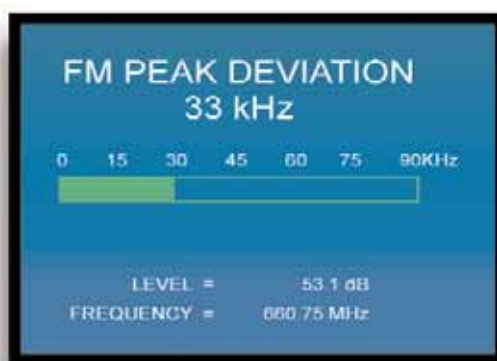 FM PEAK DEVIATION
33 kHz
0 15 30 45 60 75 90KHz
LEVEL = 53.1 dB
FREQUENCY = 660.75 MHz